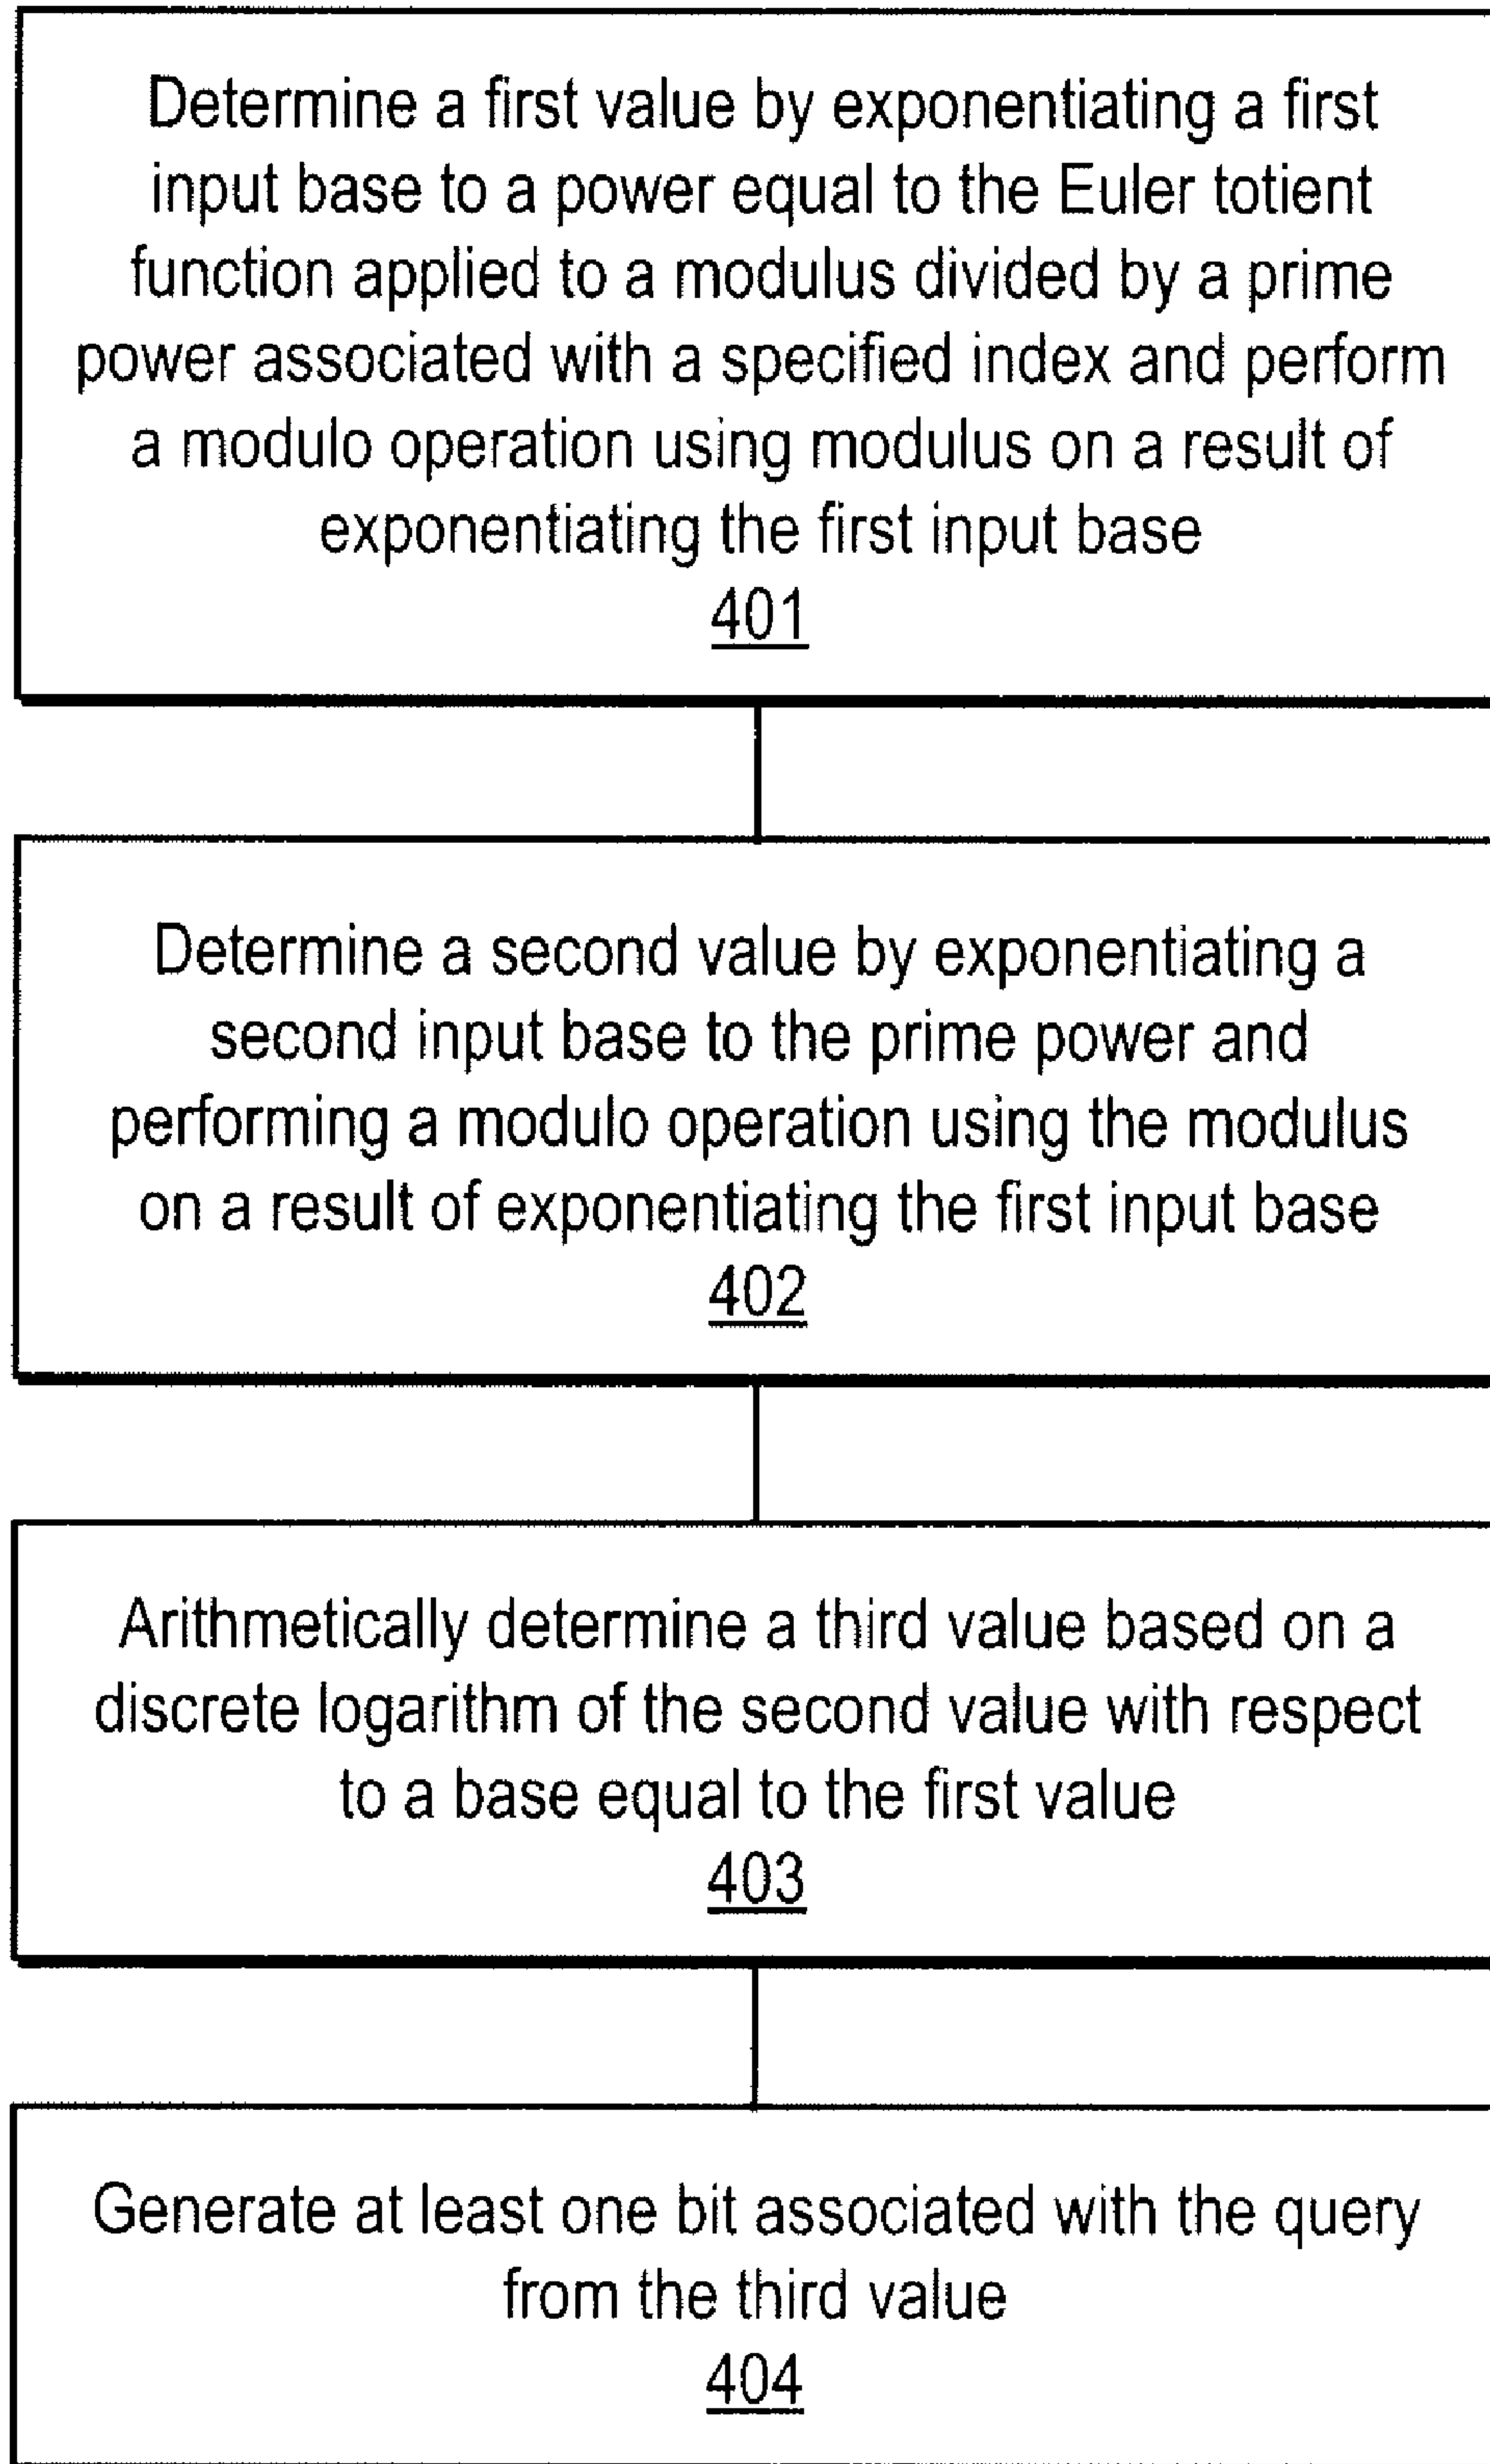 Determine a first value by exponentiating a first
input base to a power equal to the Euler totient
function applied to a modulus divided by a prime
power associated with a specified index and perform
a modulo operation using modulus on a result of
exponentiating the first input base
401
Determine a second value by exponentiating a
second input base to the prime power and
performing a modulo operation using the modulus
on a result of exponentiating the first input base
402
Arithmetically determine a third value based on a
discrete logarithm of the second value with respect
to a base equal to the first value
403
Generate at least one bit associated with the query
from the third value
404